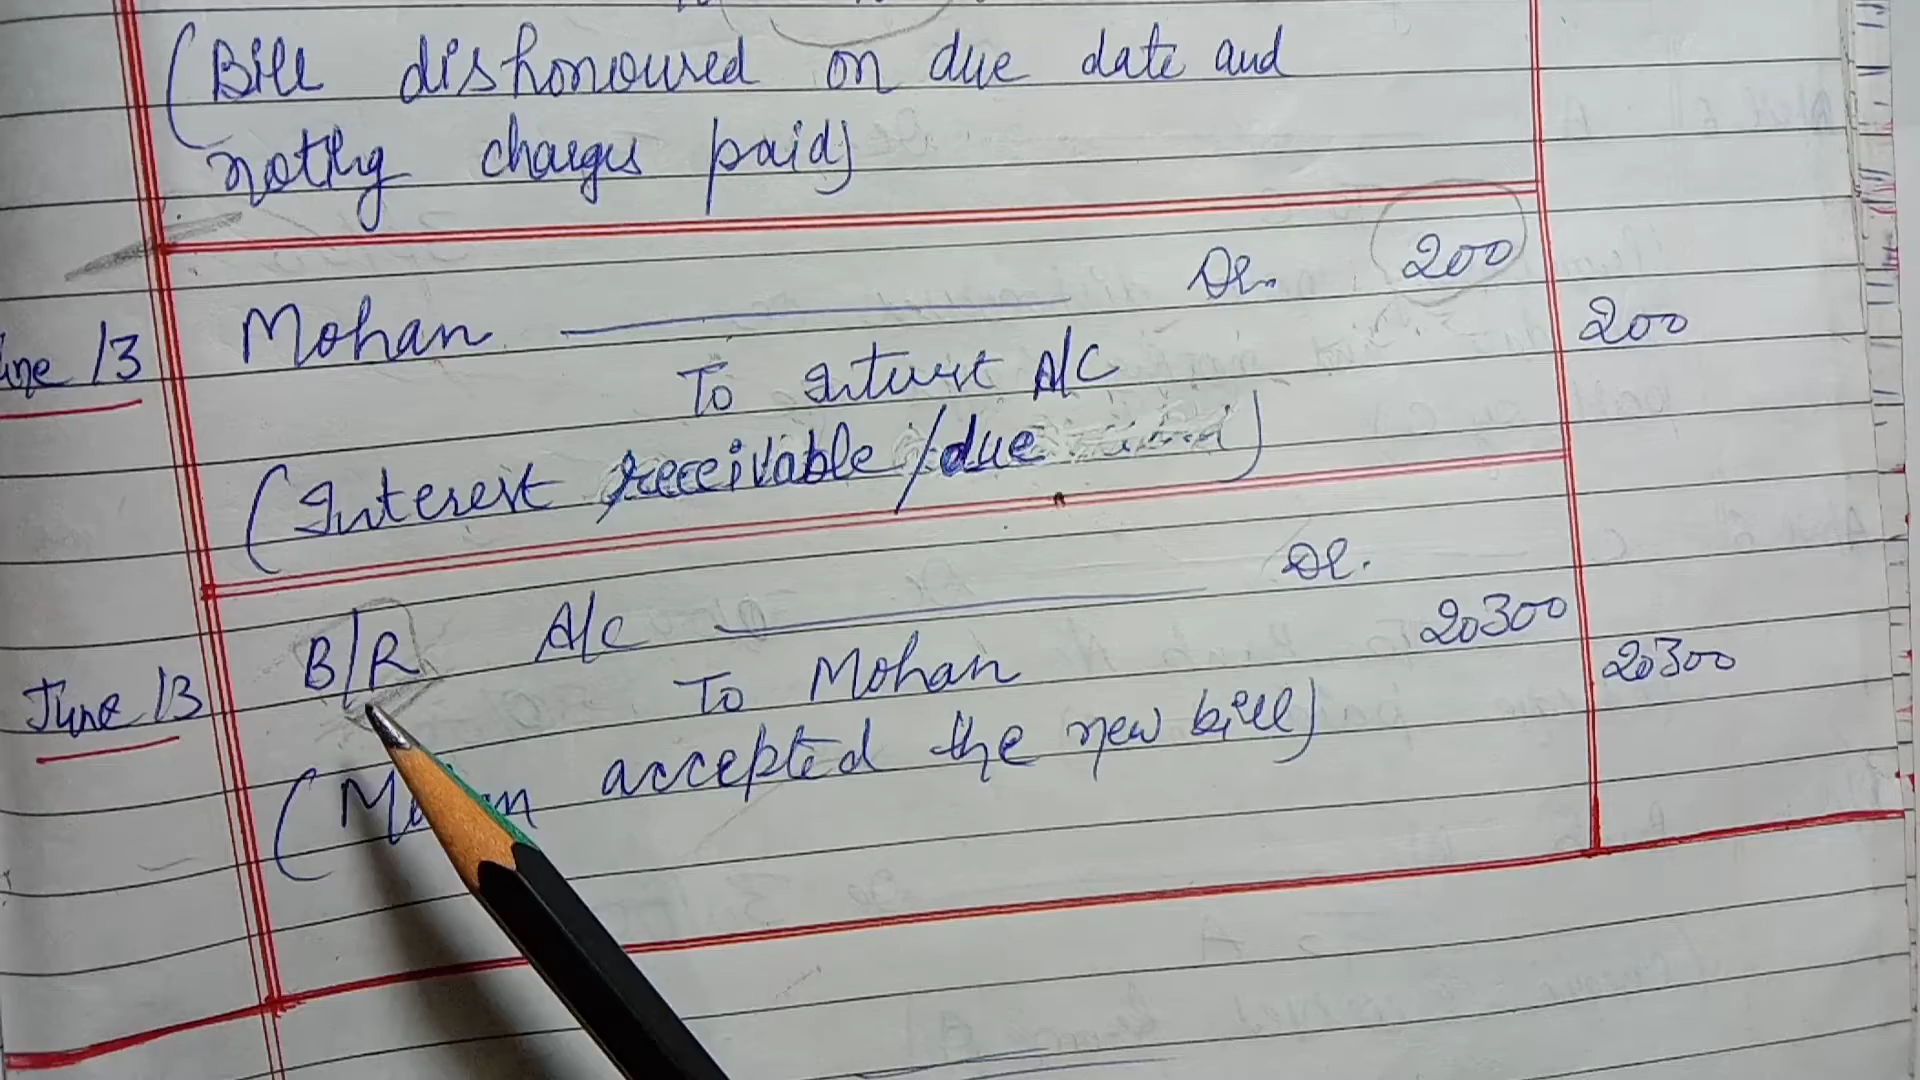 (Bill dishonoured on due date and
noting charges paid)
Mohan Dr. 200
June 13 To Interest A/C 200
(Interest receivable/due)
B/R A/c Dr. 20300
June 13 To Mohan 20300
accepted the new bill)